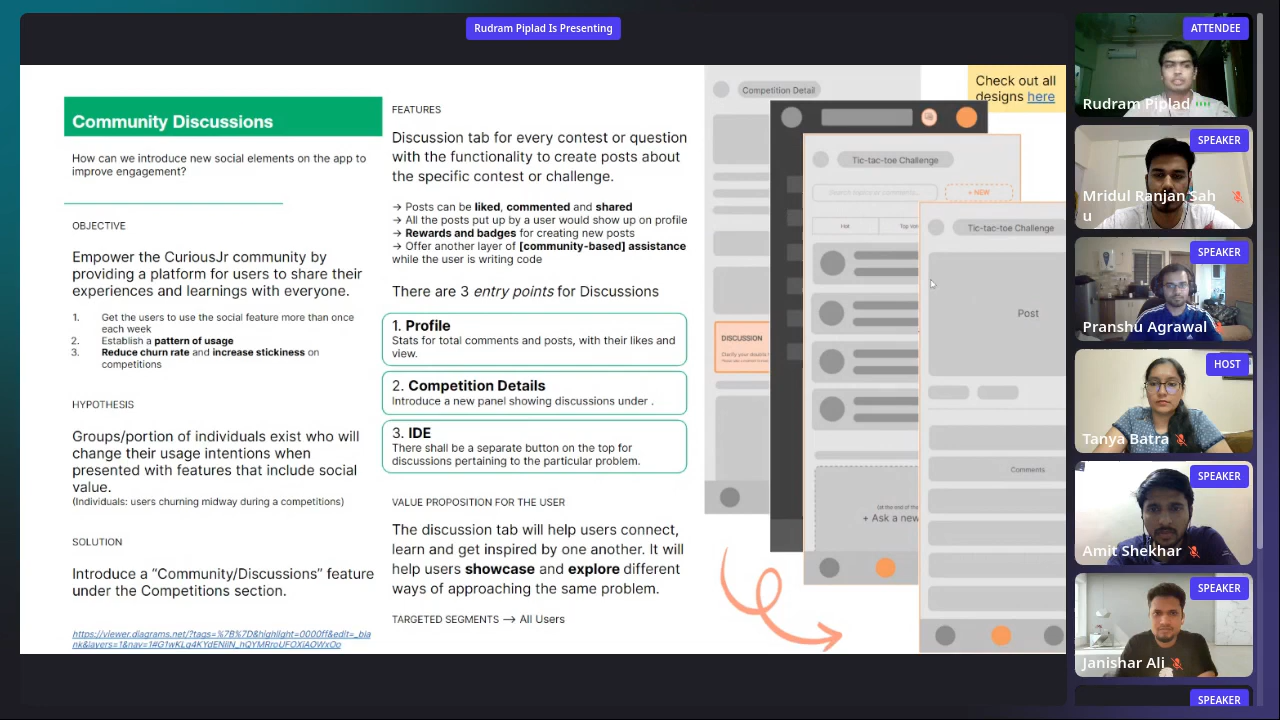 Rudram Piplad Is Presenting
Community Discussions
How can we introduce new social elements on the app to
improve engagement?
OBJECTIVE
Empower the CuriousJr community by
providing a platform for users to share their
experiences and learnings with everyone.
1. Get the users to use the social feature more than once
each week
2. Establish a pattern of usage
3. Reduce churn rate and increase stickiness on
competitions
HYPOTHESIS
Groups/portion of individuals exist who will
change their usage intentions when
presented with features that include social
value.
(Individuals: users churning midway during a competitions)
SOLUTION
Introduce a “Community/Discussions” feature
under the Competitions section.
FEATURES
Discussion tab for every contest or question
with the functionality to create posts about
the specific contest or challenge.
→ Posts can be liked, commented and shared
→ All the posts put up by a user would show up on profile
→ Rewards and badges for creating new posts
→ Offer another layer of [community-based] assistance
while the user is writing code
There are 3 entry points for Discussions
1. Profile
Stats for total comments and posts, with their likes and
view.
2. Competition Details
Introduce a new panel showing discussions under .
3. IDE
There shall be a separate button on the top for
discussions pertaining to the particular problem.
VALUE PROPOSITION FOR THE USER
The discussion tab will help users connect,
learn and get inspired by one another. It will
help users showcase and explore different
ways of approaching the same problem.
TARGETED SEGMENTS → All Users
Check out all
designs here
Competition Detail
DISCUSSION
Tic-tac-toe Challenge
+ NEW
Hot
+ Ask a new
Tic-tac-toe Challenge
Post
Comments
ATTENDEE
Rudram Piplad
SPEAKER
Mridul Ranjan Sah
u
SPEAKER
Pranshu Agrawal
HOST
Tanya Batra
SPEAKER
Amit Shekhar
SPEAKER
Janishar Ali
SPEAKER